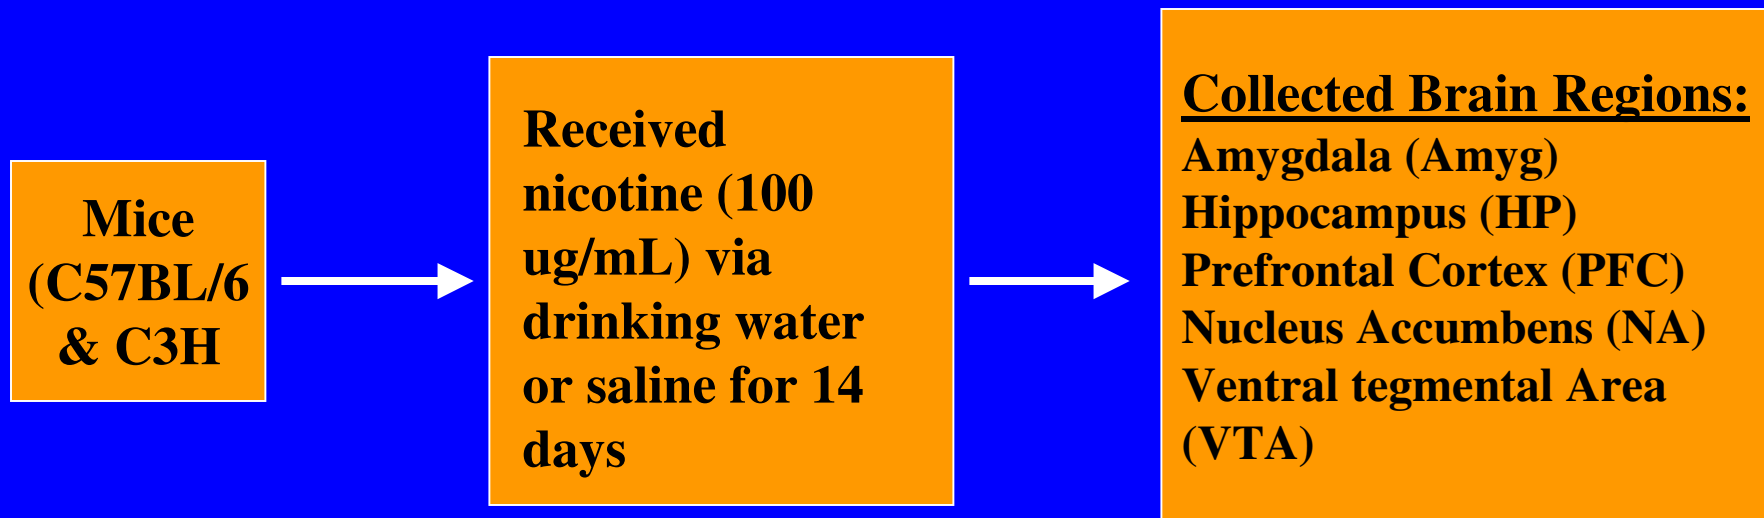 Mice
(C57BL/6
& C3H
Received
nicotine (100
ug/mL) via
drinking water
or saline for 14
days
Collected Brain Regions:
Amygdala (Amyg)
Hippocampus (HP)
Prefrontal Cortex (PFC)
Nucleus Accumbens (NA)
Ventral tegmental Area
(VTA)